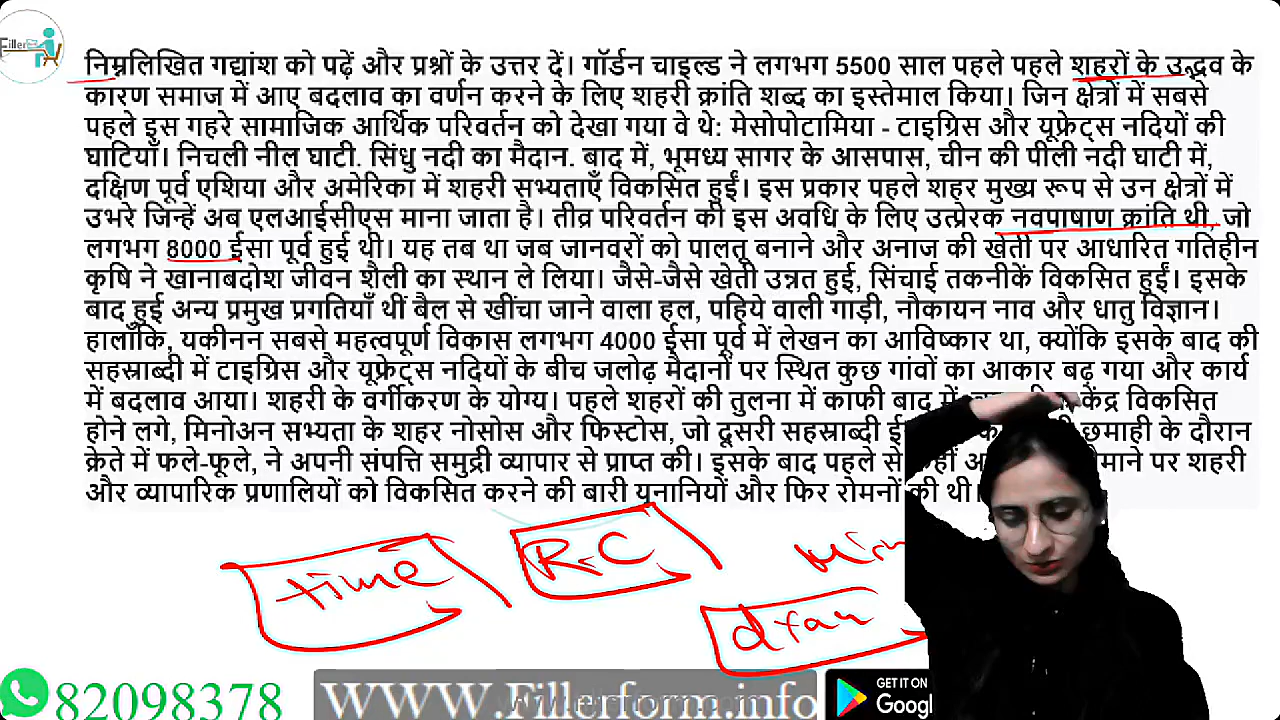 Filler
निम्नलिखित गद्यांश को पढ़ें और प्रश्नों के उत्तर दें। गॉर्डन चाइल्ड ने लगभग 5500 साल पहले पहले शहरों के उद्भव के
कारण समाज में आए बदलाव का वर्णन करने के लिए शहरी क्रांति शब्द का इस्तेमाल किया। जिन क्षेत्रों में सबसे
पहले इस गहरे सामाजिक आर्थिक परिवर्तन को देखा गया वे थे: मेसोपोटामिया - टाइग्रिस और यूफ्रेट्स नदियों की
घाटियाँ। निचली नील घाटी. सिंधु नदी का मैदान. बाद में, भूमध्य सागर के आसपास, चीन की पीली नदी घाटी में,
दक्षिण पूर्व एशिया और अमेरिका में शहरी सभ्यताएँ विकसित हुईं। इस प्रकार पहले शहर मुख्य रूप से उन क्षेत्रों में
उभरे जिन्हें अब एलआईसीएस माना जाता है। तीव्र परिवर्तन की इस अवधि के लिए उत्प्रेरक नवपाषाण क्रांति थी, जो
लगभग 8000 ईसा पूर्व हुई थी। यह तब था जब जानवरों को पालतू बनाने और अनाज की खेती पर आधारित गतिहीन
कृषि ने खानाबदोश जीवन शैली का स्थान ले लिया। जैसे-जैसे खेती उन्नत हुई, सिंचाई तकनीकें विकसित हुईं। इसके
बाद हुई अन्य प्रमुख प्रगतियाँ थीं बैल से खींचा जाने वाला हल, पहिये वाली गाड़ी, नौकायन नाव और धातु विज्ञान।
हालाँकि, यकीनन सबसे महत्वपूर्ण विकास लगभग 4000 ईसा पूर्व में लेखन का आविष्कार था, क्योंकि इसके बाद की
सहस्राब्दी में टाइग्रिस और यूफ्रेट्स नदियों के बीच जलोढ़ मैदानों पर स्थित कुछ गांवों का आकार बढ़ गया और कार्य
में बदलाव आया। शहरी के वर्गीकरण के योग्य। पहले शहरों की तुलना में काफी बाद में, केंद्र विकसित
होने लगे, मिनोअन सभ्यता के शहर नोसोस और फिस्टोस, जो दूसरी सहस्राब्दी छमाही के दौरान
क्रेते में फले-फूले, ने अपनी संपत्ति समुद्री व्यापार से प्राप्त की। इसके बाद पहले से पर शहरी
और व्यापारिक प्रणालियों को विकसित करने की बारी यूनानियों और फिर रोमनों की थी।
time
R.C
82098378
WWW.Fillerform.info
GET IT ON
Googl